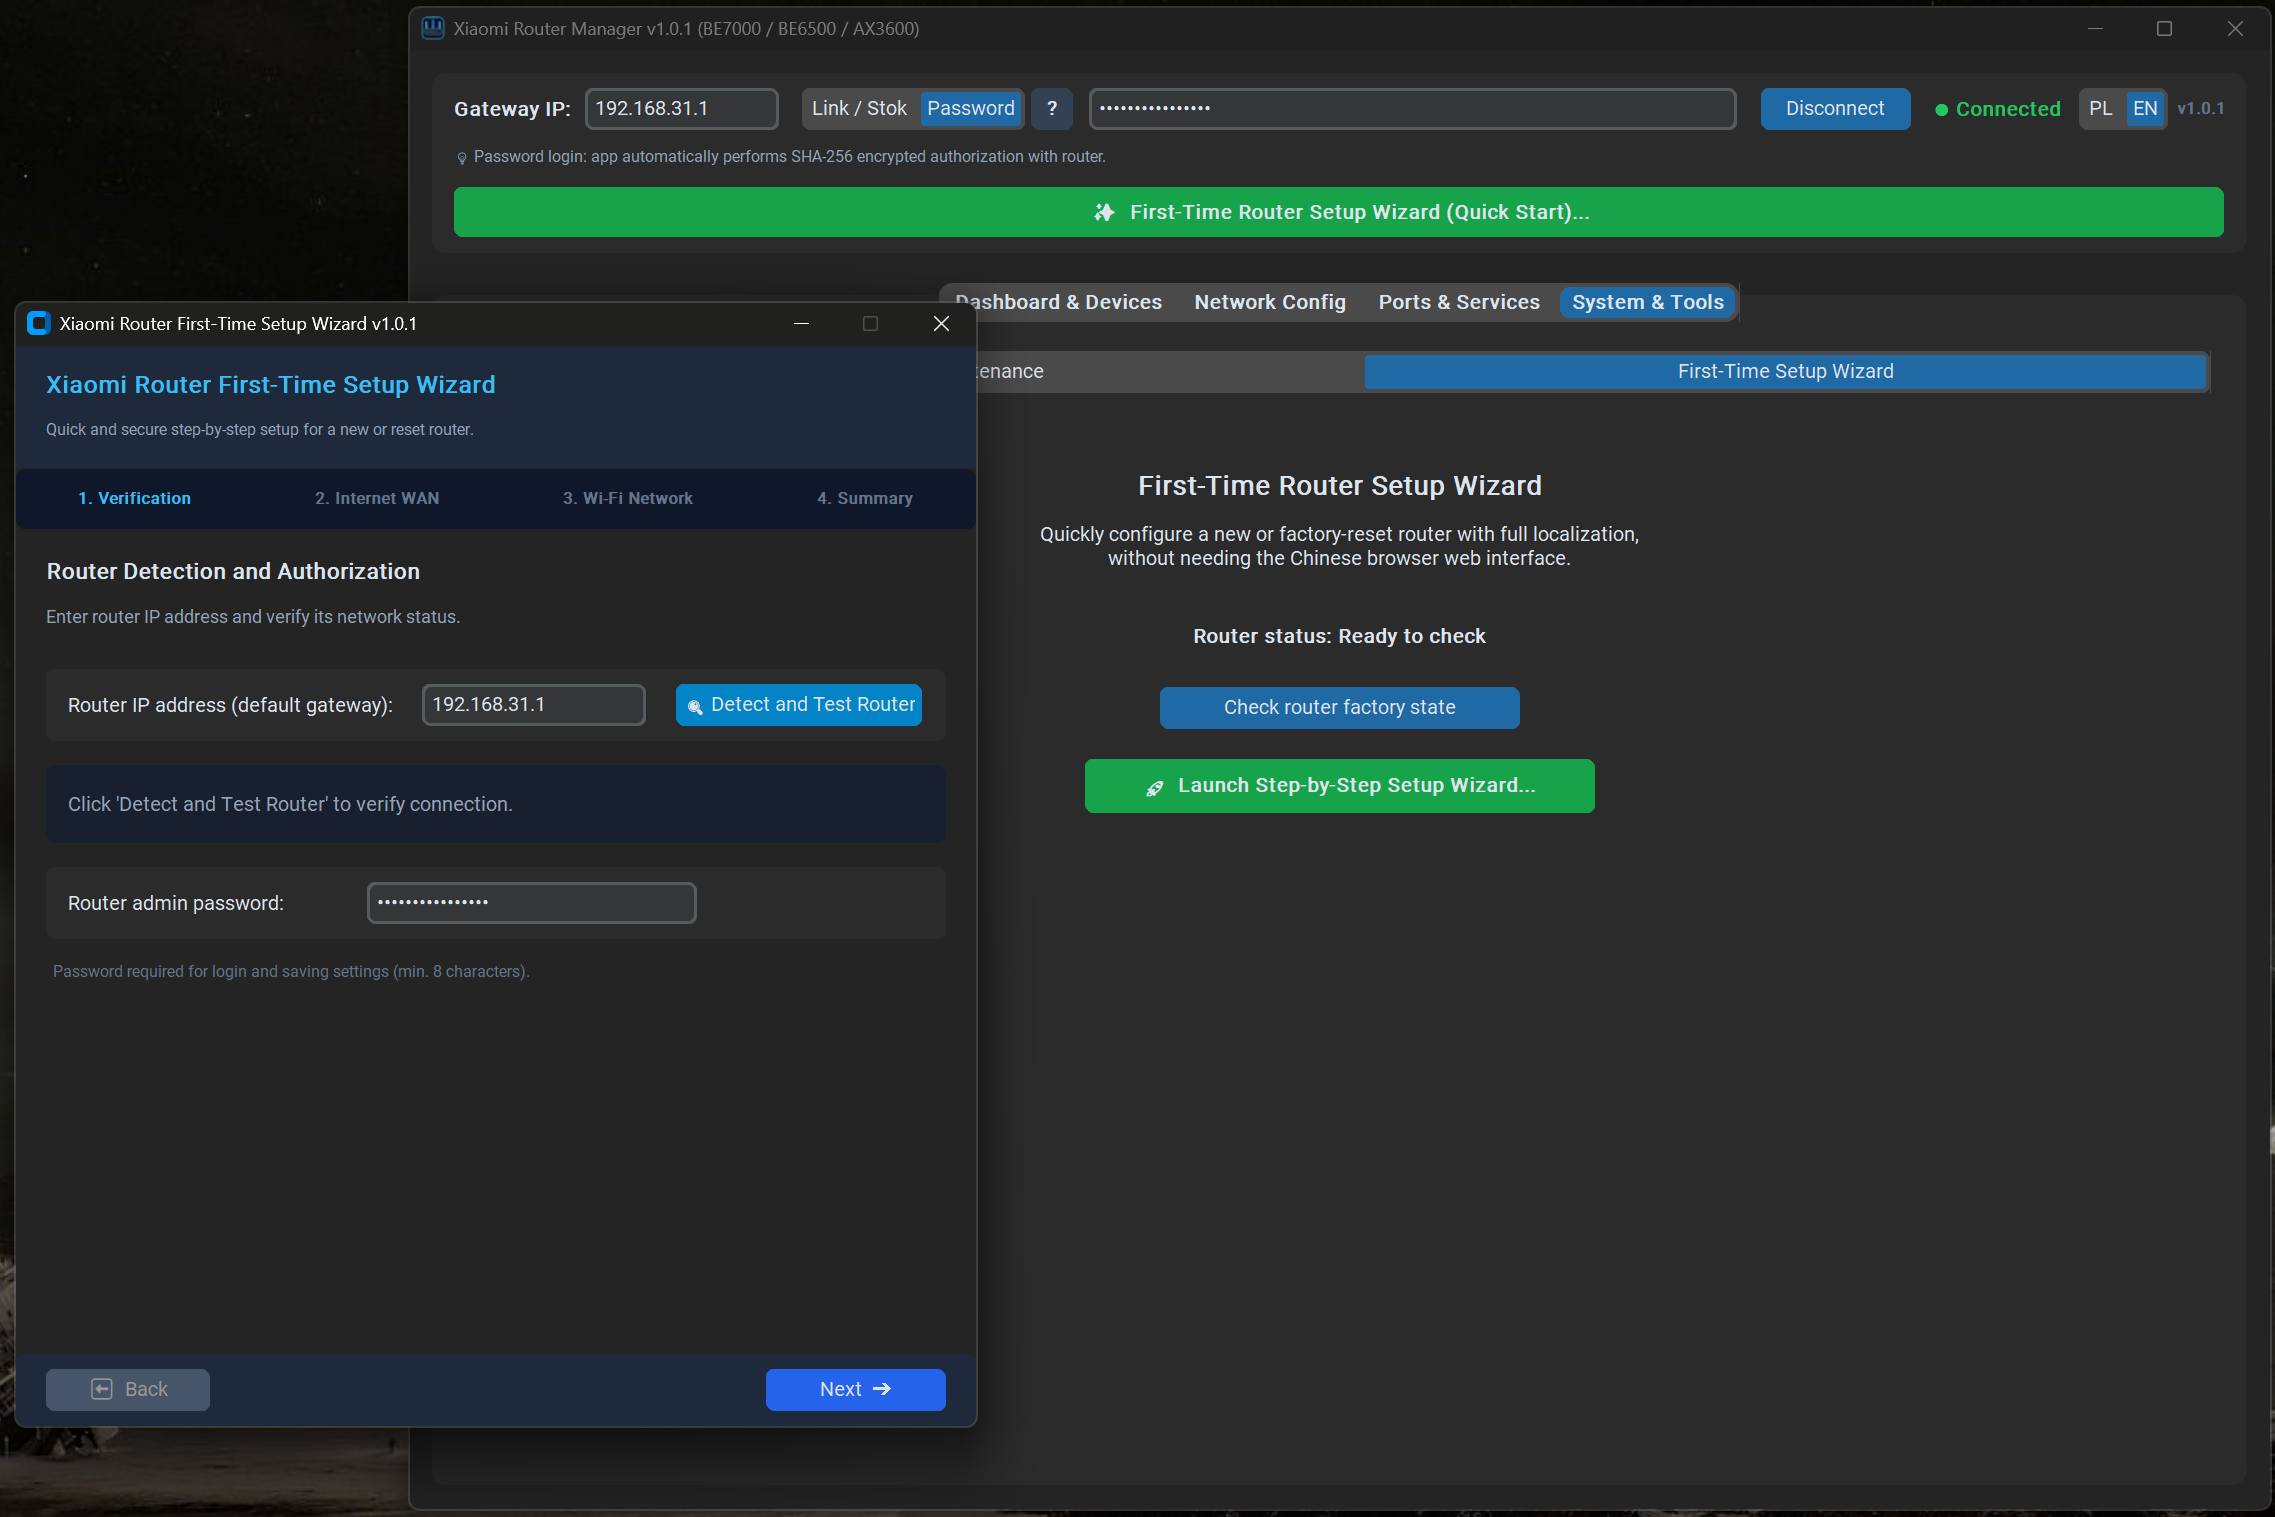 Xiaomi Router Manager v1.0.1 (BE7000 / BE6500 / AX3600)
Gateway IP: 192.168.31.1 Link / Stok Password ? •••••••••••••••• Disconnect ● Connected PL EN v1.0.1
Password login: app automatically performs SHA-256 encrypted authorization with router.
First-Time Router Setup Wizard (Quick Start)...
Dashboard & Devices Network Config Ports & Services System & Tools
tenance First-Time Setup Wizard
First-Time Router Setup Wizard
Quickly configure a new or factory-reset router with full localization,
without needing the Chinese browser web interface.
Router status: Ready to check
Check router factory state
Launch Step-by-Step Setup Wizard...
Xiaomi Router First-Time Setup Wizard v1.0.1
Xiaomi Router First-Time Setup Wizard
Quick and secure step-by-step setup for a new or reset router.
1. Verification 2. Internet WAN 3. Wi-Fi Network 4. Summary
Router Detection and Authorization
Enter router IP address and verify its network status.
Router IP address (default gateway): 192.168.31.1 Detect and Test Router
Click 'Detect and Test Router' to verify connection.
Router admin password: ••••••••••••••••
Password required for login and saving settings (min. 8 characters).
Back Next →